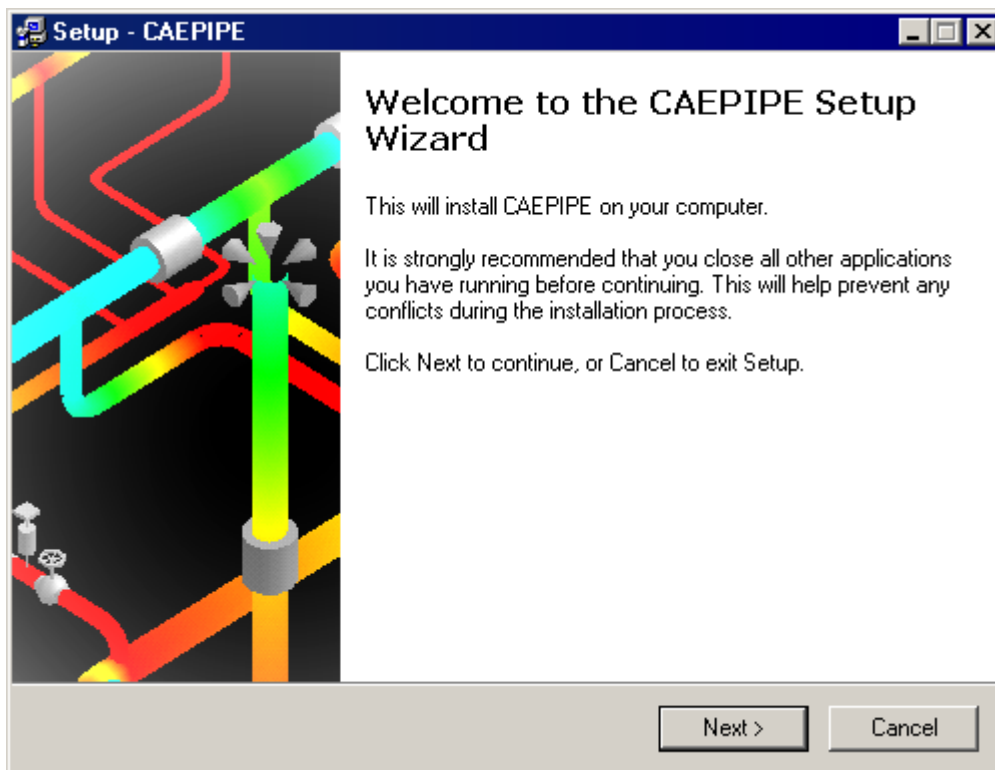 Setup - CAEPIPE
Welcome to the CAEPIPE Setup
Wizard
This will install CAEPIPE on your computer.
It is strongly recommended that you close all other applications
you have running before continuing. This will help prevent any
conflicts during the installation process.
Click Next to continue, or Cancel to exit Setup.
Next >
Cancel